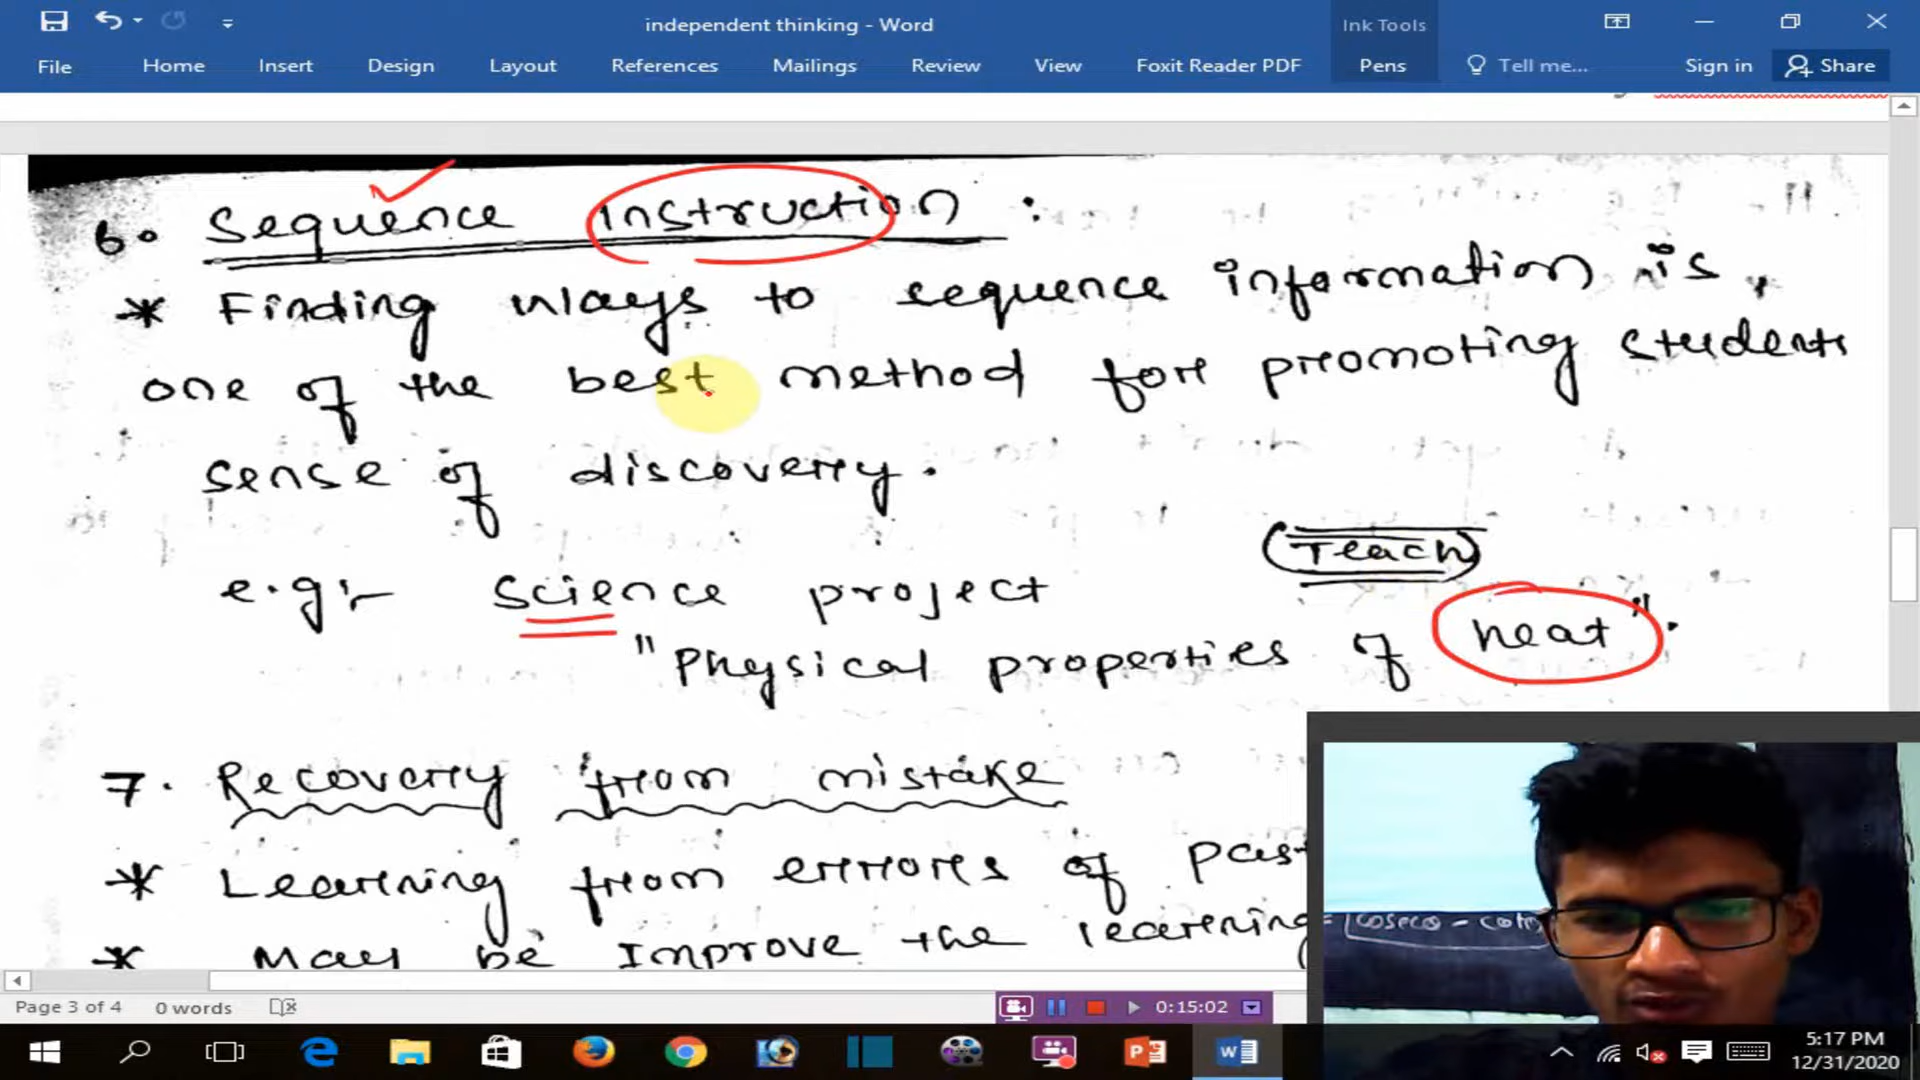 independent thinking - Word
Ink Tools
File Home Insert Design Layout References Mailings Review View Foxit Reader PDF Pens Tell me... Sign in Share
6. Sequence Instruction :
* Finding ways to sequence information is
one of the best method for promoting students
sense of discovery.
e.g:- Science project
(Teach)
"Physical properties of heat".
7. Recovery from mistake
* Learning from errors of past
* May be Improve the learning
Page 3 of 4 0 words
0:15:02
5:17 PM
12/31/2020